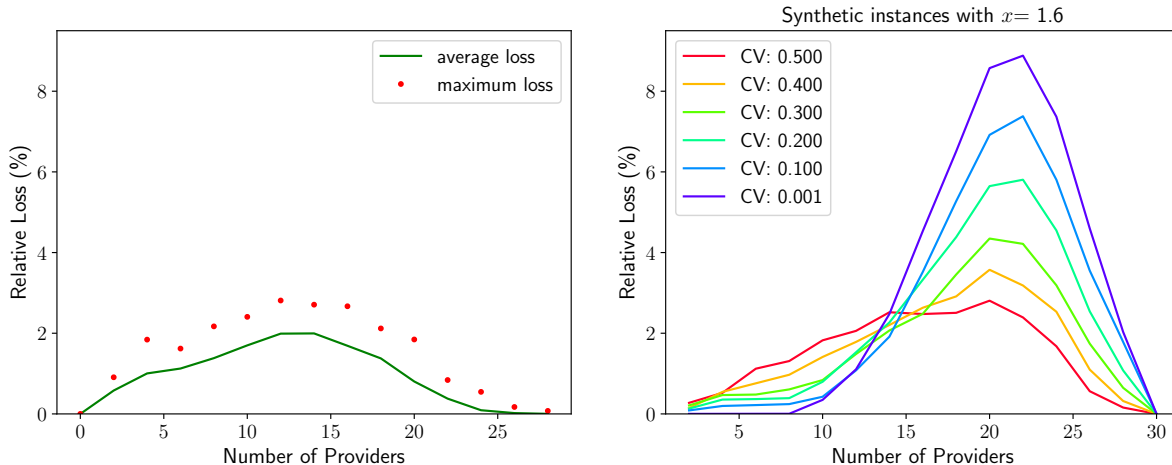 average loss
maximum loss
Relative Loss (%)
8
6
4
2
0
0 5 10 15 20 25
Number of Providers
Synthetic instances with x= 1.6
CV: 0.500
CV: 0.400
CV: 0.300
CV: 0.200
CV: 0.100
CV: 0.001
Relative Loss (%)
8
6
4
2
0
5 10 15 20 25 30
Number of Providers